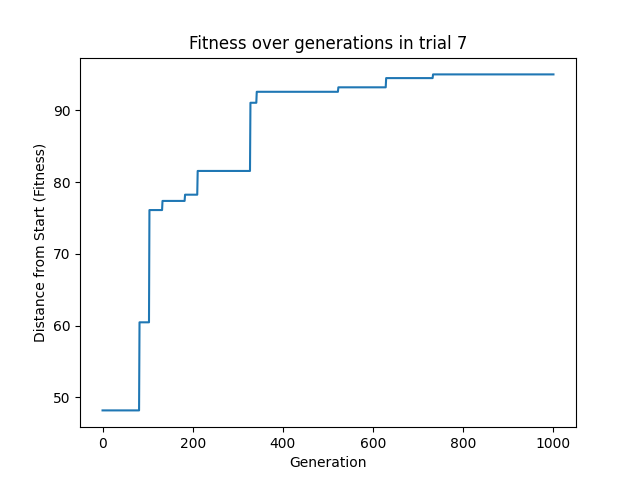 Fitness over generations in trial 7
Distance from Start (Fitness)
90
80
70
60
50
0 200 400 600 800 1000
Generation